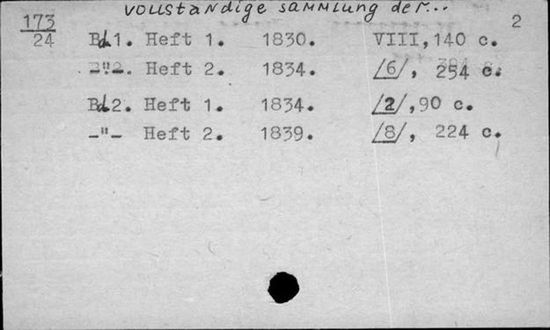 vollständige Sammlung der...
2
173
24
Bd.1. Heft 1. 1830. VIII, 140 c.
-"- Heft 2. 1834. /6/, 254 c.
Bd.2. Heft 1. 1834. /2/, 90 c.
-"- Heft 2. 1839. /8/, 224 c.